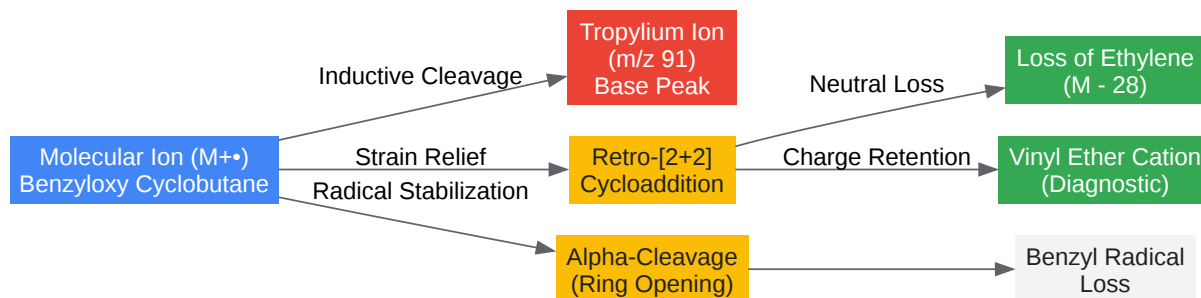 Molecular Ion (M+•)
Benzyloxy Cyclobutane
Inductive Cleavage
Strain Relief
Radical Stabilization
Tropylium Ion
(m/z 91)
Base Peak
Retro-[2+2]
Cycloaddition
Alpha-Cleavage
(Ring Opening)
Neutral Loss
Charge Retention
Loss of Ethylene
(M - 28)
Vinyl Ether Cation
(Diagnostic)
Benzyl Radical
Loss